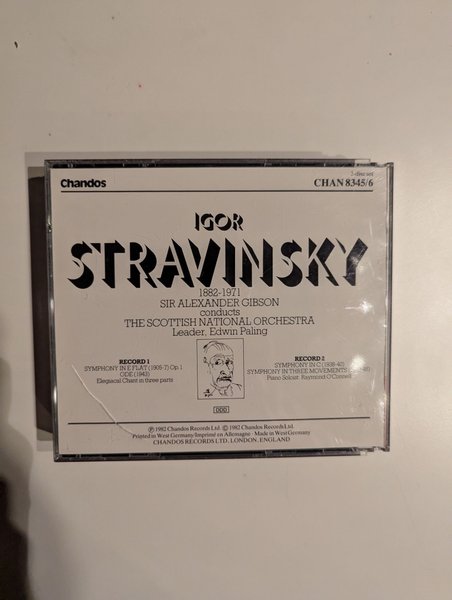 Chandos
2-disc set
CHAN 8345/6
IGOR
STRAVINSKY
1882-1971
SIR ALEXANDER GIBSON
conducts
THE SCOTTISH NATIONAL ORCHESTRA
Leader, Edwin Paling
RECORD 1
SYMPHONY IN E FLAT (1905-7) Op. 1
ODE (1943)
Elegiacal Chant in three parts
RECORD 2
SYMPHONY IN C (1938-40)
SYMPHONY IN THREE MOVEMENTS
Piano Soloist: Raymond O'Connell
DDD
℗ 1982 Chandos Records Ltd. © 1982 Chandos Records Ltd.
Printed in West Germany/Imprimé en Allemagne · Made in West Germany
CHANDOS RECORDS LTD. LONDON, ENGLAND